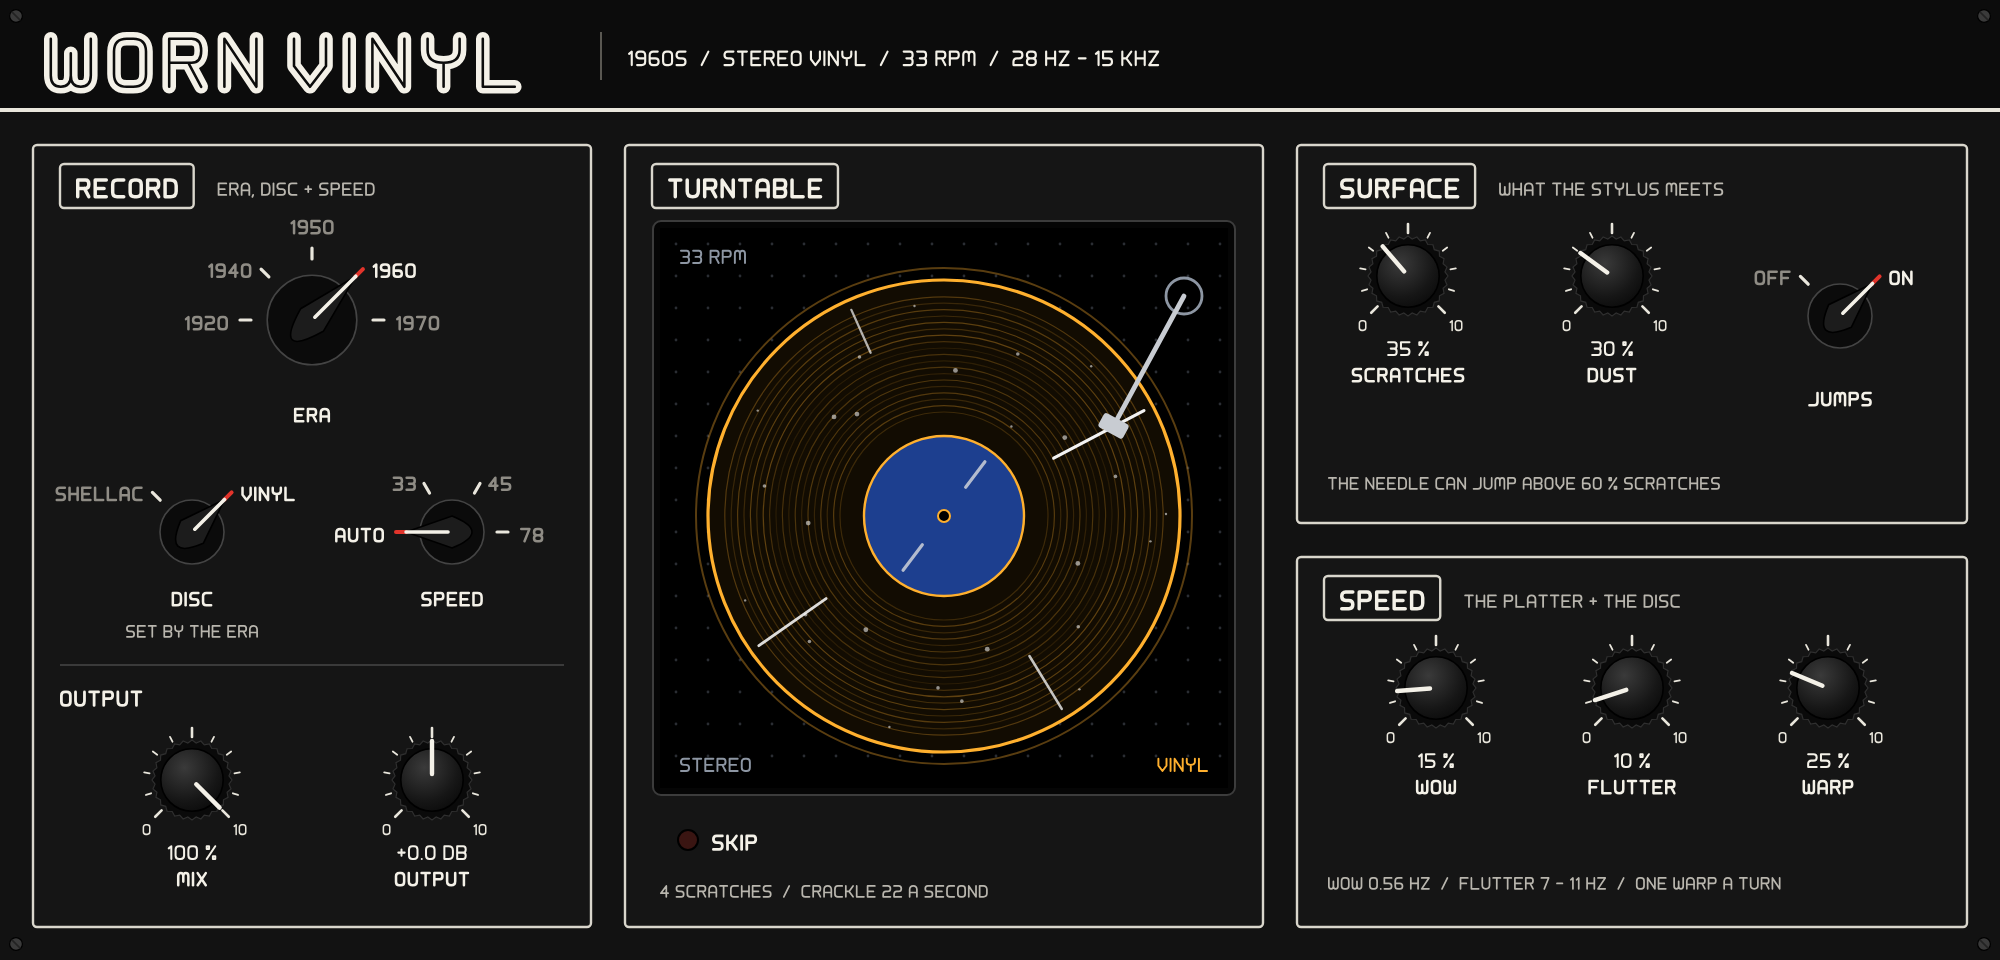 WORN VINYL
1960S / STEREO VINYL / 33 RPM / 28 HZ - 15 KHZ
RECORD
ERA, DISC + SPEED
1950
1940
1960
1920
1970
ERA
SHELLAC
VINYL
DISC
SET BY THE ERA
33
45
AUTO
78
SPEED
OUTPUT
0
10
100 %
MIX
0
10
+0.0 DB
OUTPUT
TURNTABLE
33 RPM
STEREO
VINYL
SKIP
4 SCRATCHES / CRACKLE 22 A SECOND
SURFACE
WHAT THE STYLUS MEETS
0
10
35 %
SCRATCHES
0
10
30 %
DUST
OFF
ON
JUMPS
THE NEEDLE CAN JUMP ABOVE 60 % SCRATCHES
SPEED
THE PLATTER + THE DISC
0
10
15 %
WOW
0
10
10 %
FLUTTER
0
10
25 %
WARP
WOW 0.56 HZ / FLUTTER 7 - 11 HZ / ONE WARP A TURN